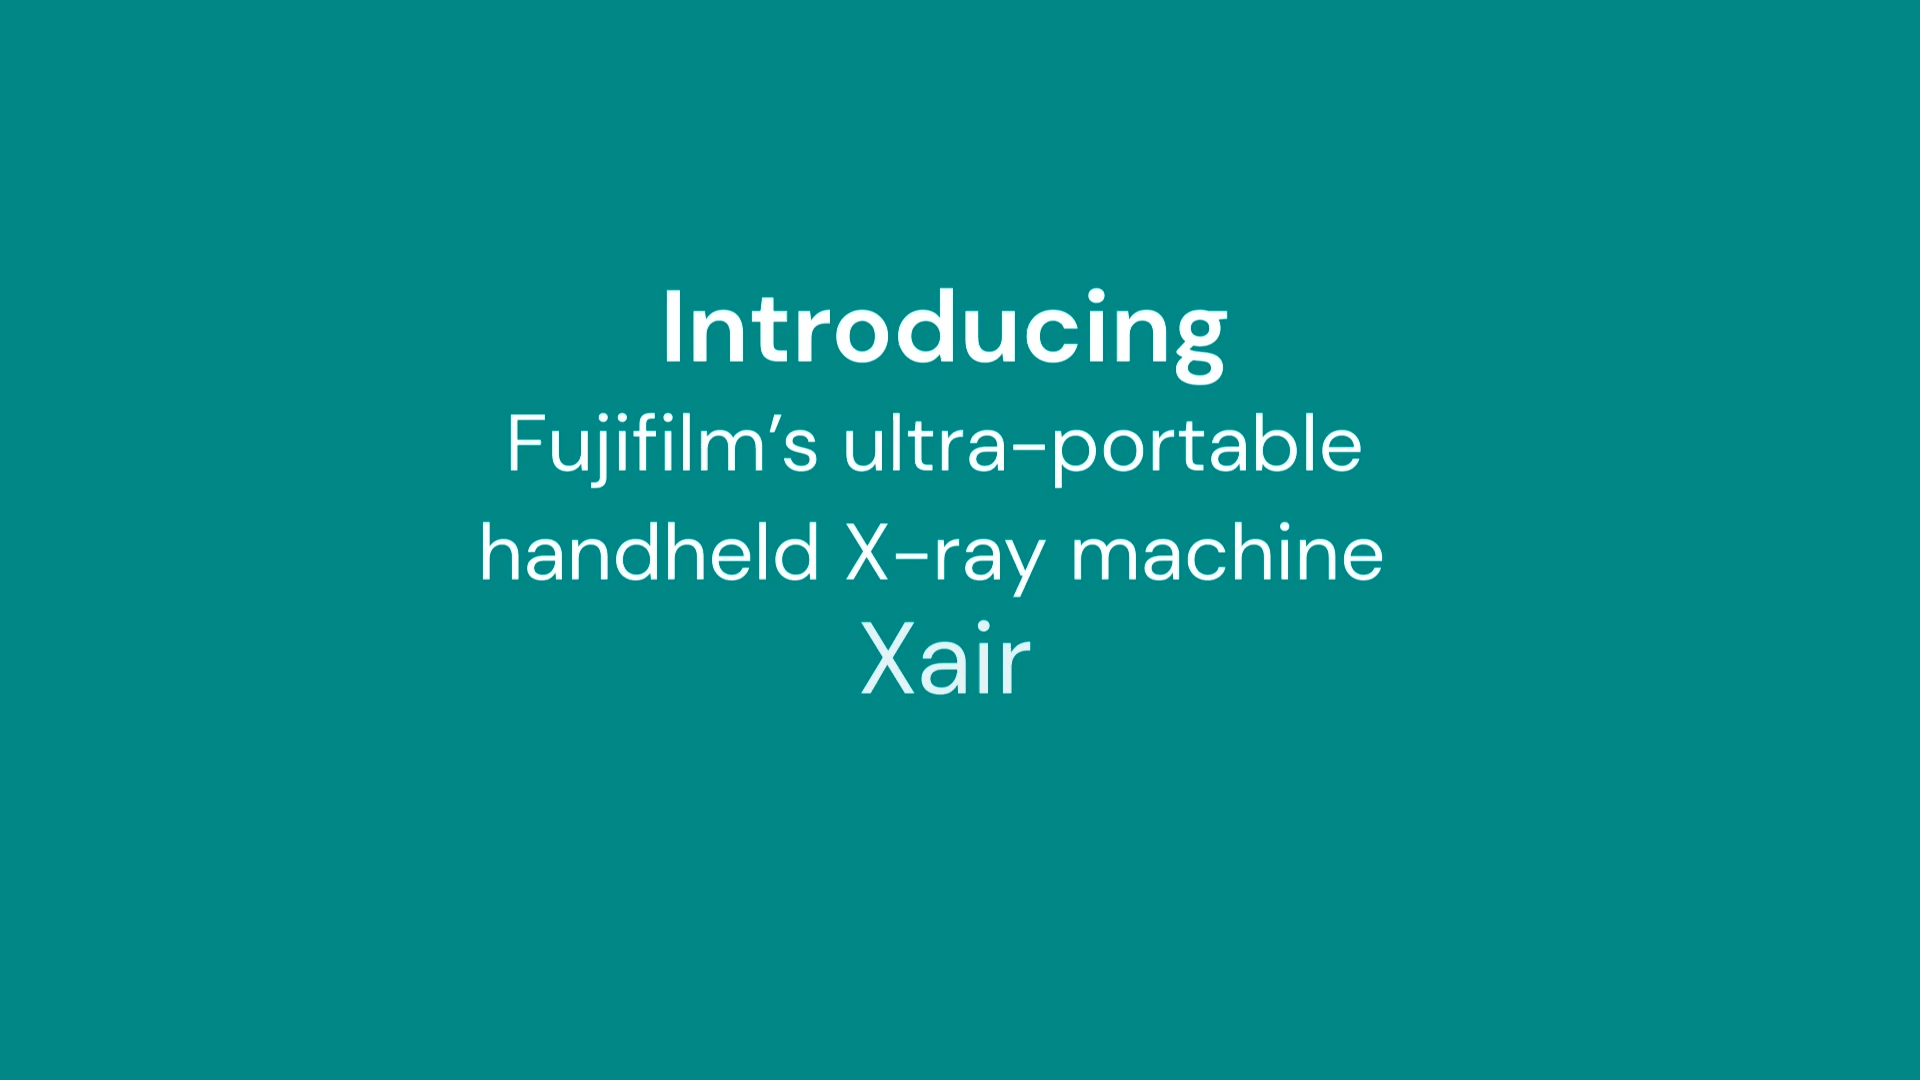 Introducing
Fujifilm’s ultra-portable
handheld X-ray machine
Xair